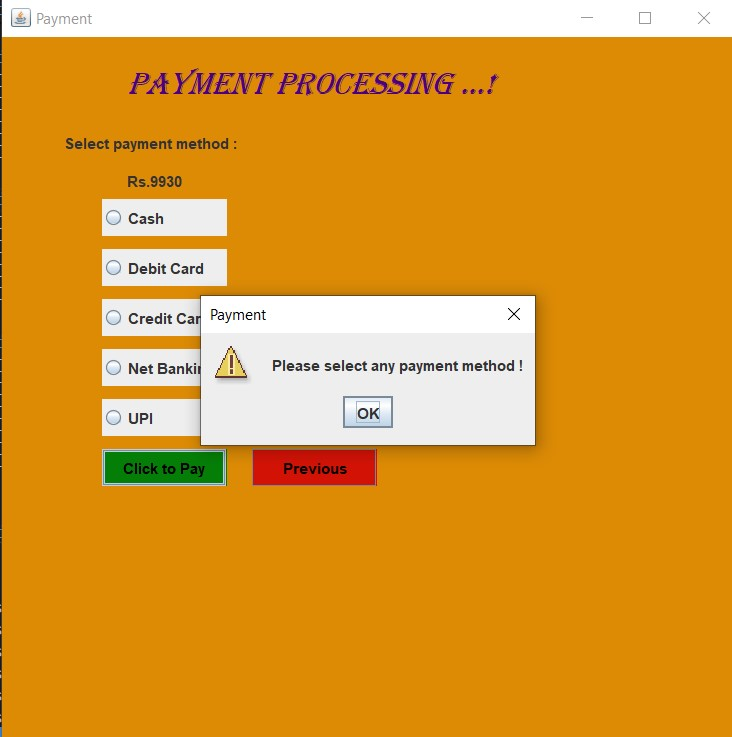 Payment
PAYMENT PROCESSING ...!
Select payment method :
Rs.9930
Cash
Debit Card
Credit Car
Net Bankin
UPI
Payment
Please select any payment method !
OK
Click to Pay
Previous